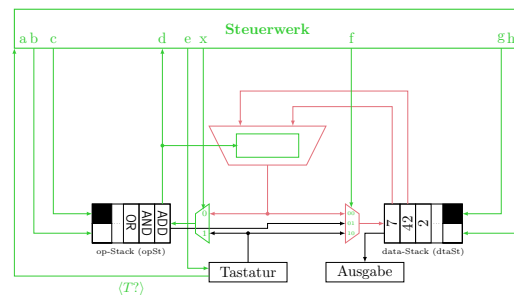 Steuerwerk
a b c d e x f g h
0
1
00
01
10
OR AND ADD
7 42 2
op-Stack (opSt)
data-Stack (dtaSt)
Tastatur
Ausgabe
⟨T?⟩